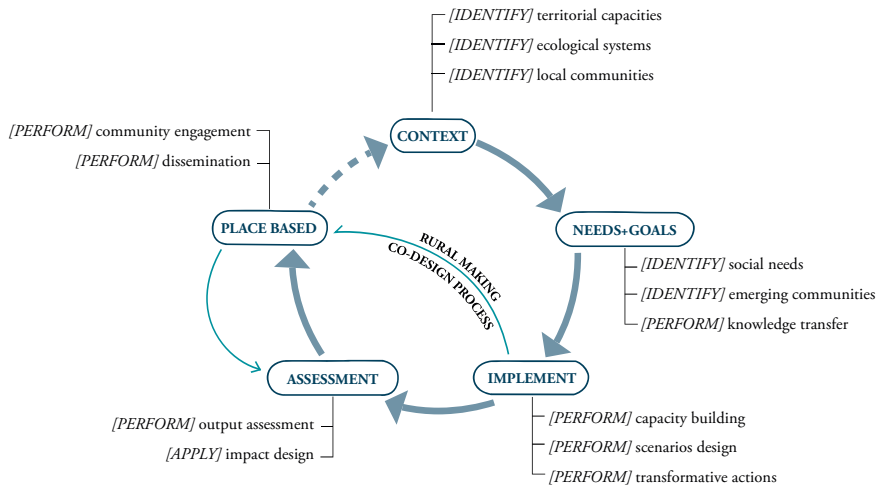 [IDENTIFY] territorial capacities
[IDENTIFY] ecological systems
[IDENTIFY] local communities
CONTEXT
[PERFORM] community engagement
[PERFORM] dissemination
PLACE BASED
NEEDS+GOALS
[IDENTIFY] social needs
[IDENTIFY] emerging communities
[PERFORM] knowledge transfer
RURAL MAKING
CO-DESIGN PROCESS
ASSESSMENT
[PERFORM] output assessment
[APPLY] impact design
IMPLEMENT
[PERFORM] capacity building
[PERFORM] scenarios design
[PERFORM] transformative actions